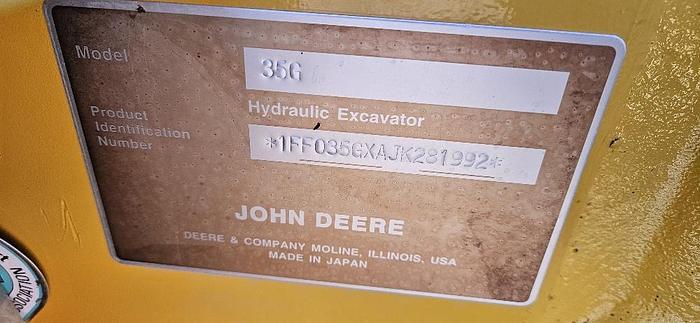 Model
35G
Hydraulic Excavator
Product
Identification
Number
*1FF035GXAJK281992*
JOHN DEERE
DEERE & COMPANY MOLINE, ILLINOIS, USA
MADE IN JAPAN